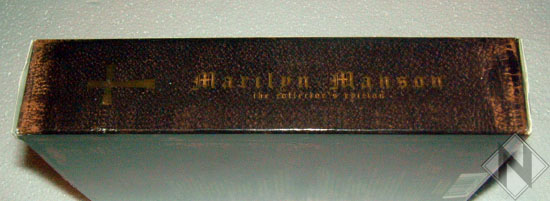 Marilyn Manson
the collector's edition
N